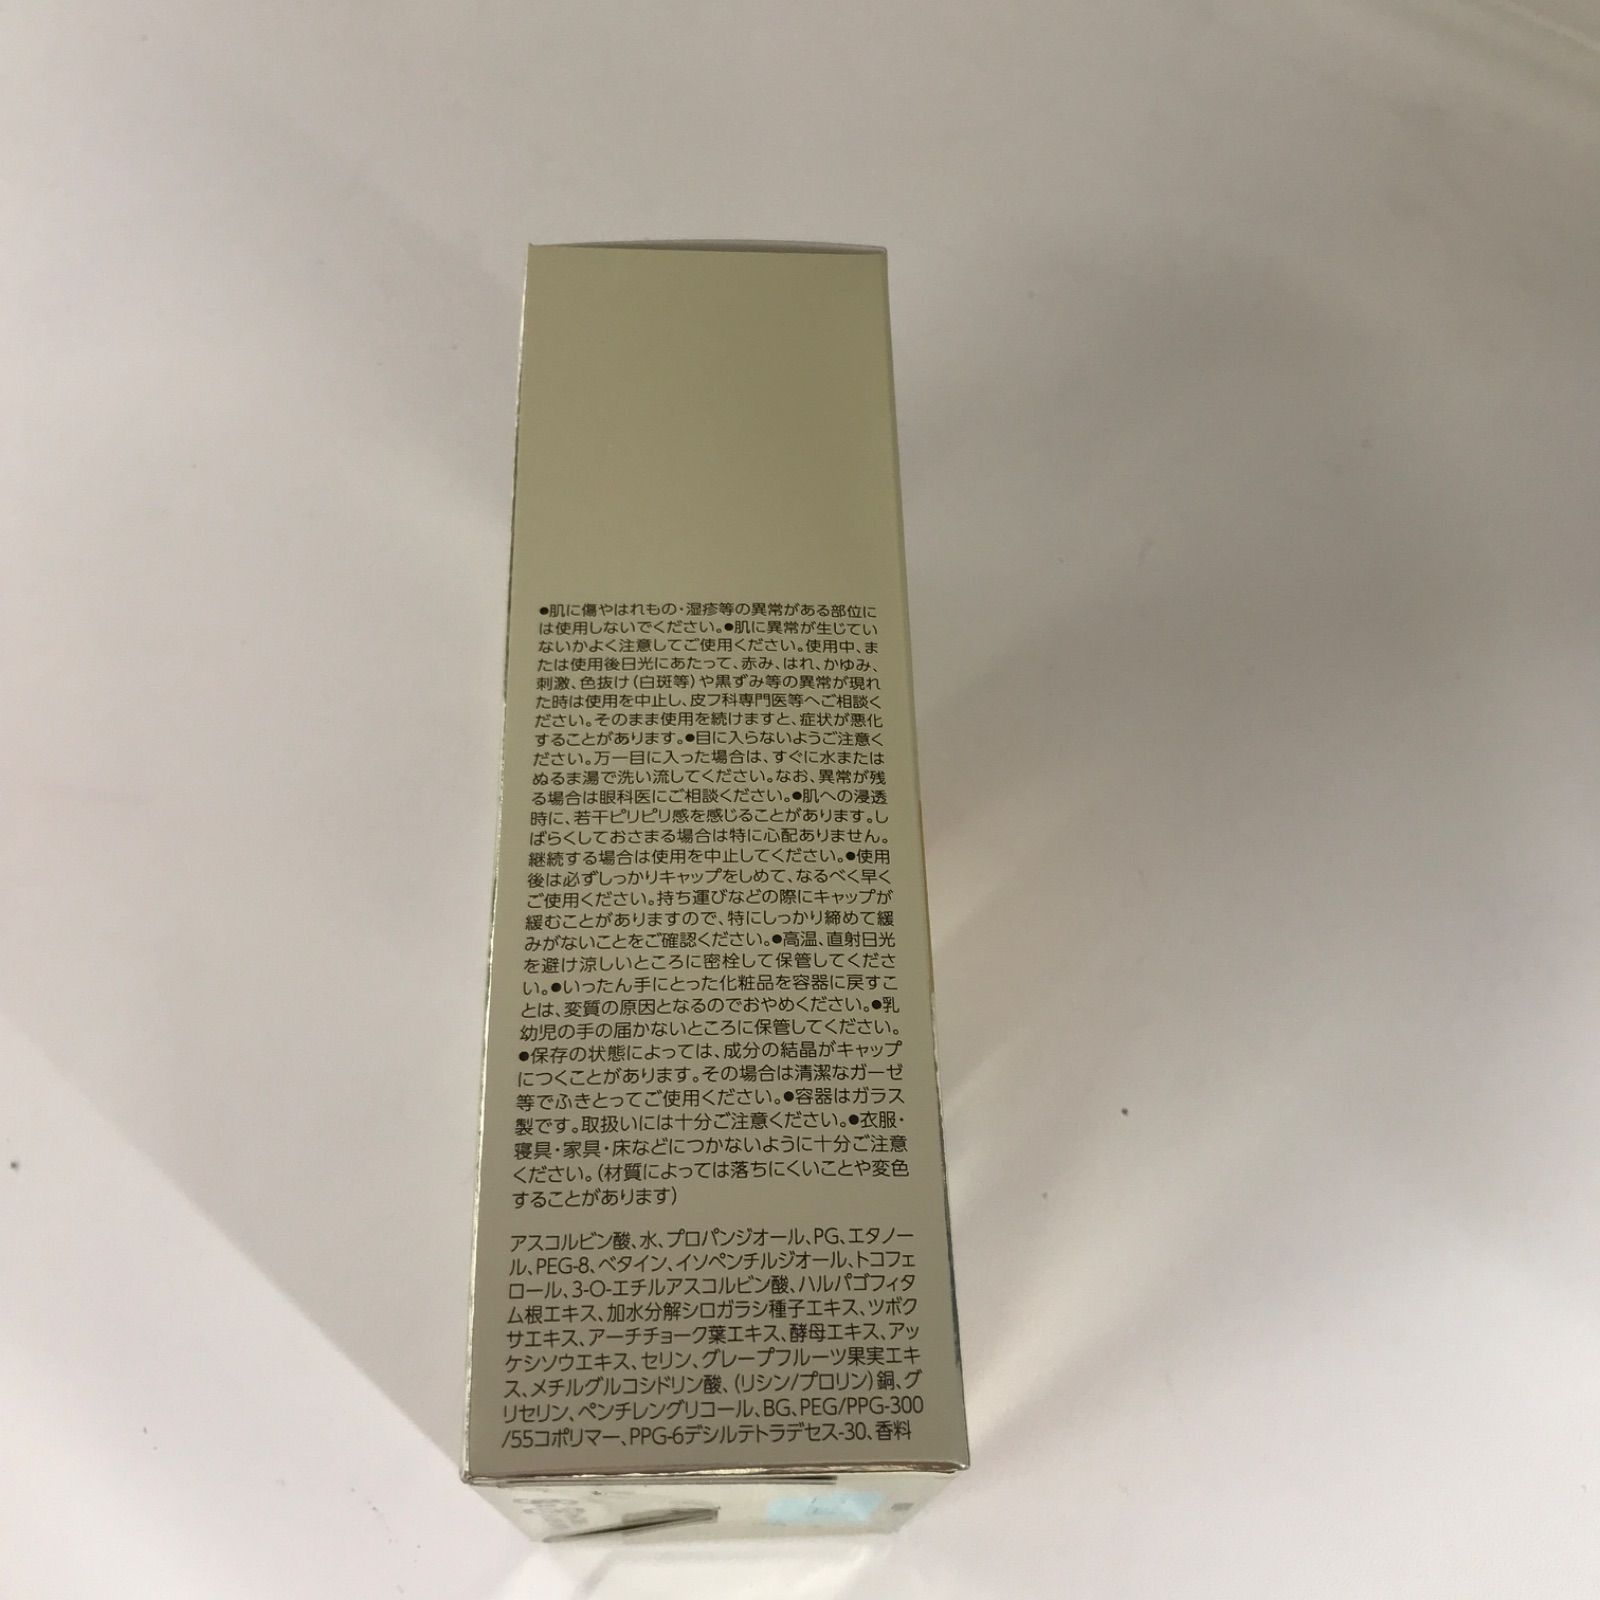 ●肌に傷やはれもの・湿疹等の異常がある部位に
は使用しないでください。●肌に異常が生じてい
ないかよく注意してご使用ください。使用中、ま
たは使用後日光にあたって、赤み、はれ、かゆみ、
刺激、色抜け(白斑等)や黒ずみ等の異常が現れ
た時は使用を中止し、皮フ科専門医等へご相談く
ださい。そのまま使用を続けますと、症状が悪化
することがあります。●目に入らないようご注意く
ださい。万一目に入った場合は、すぐに水または
ぬるま湯で洗い流してください。なお、異常が残
る場合は眼科医にご相談ください。●肌への浸透
時に、若干ピリピリ感を感じることがあります。し
ばらくしておさまる場合は特に心配ありません。
継続する場合は使用を中止してください。●使用
後は必ずしっかりキャップをしめて、なるべく早く
ご使用ください。持ち運びなどの際にキャップが
緩むことがありますので、特にしっかり締めて緩
みがないことをご確認ください。●高温、直射日光
を避け涼しいところに密栓して保管してくださ
い。●いったん手にとった化粧品を容器に戻すこ
とは、変質の原因となるのでおやめください。●乳
幼児の手の届かないところに保管してください。
●保存の状態によっては、成分の結晶がキャップ
につくことがあります。その場合は清潔なガーゼ
等でふきとってご使用ください。●容器はガラス
製です。取扱いには十分ご注意ください。●衣服・
寝具・家具・床などにつかないように十分ご注意
ください。(材質によっては落ちにくいことや変色
することがあります)
アスコルビン酸、水、プロパンジオール、PG、エタノー
ル、PEG-8、ベタイン、イソペンチルジオール、トコフェ
ロール、3-O-エチルアスコルビン酸、ハルパゴフィタ
ム根エキス、加水分解シロガラシ種子エキス、ツボク
サエキス、アーチチョーク葉エキス、酵母エキス、アッ
ケシソウエキス、セリン、グレープフルーツ果実エキ
ス、メチルグルコシドリン酸、(リシン/プロリン)銅、グ
リセリン、ペンチレングリコール、BG、PEG/PPG-300
/55コポリマー、PPG-6デシルテトラデセス-30、香料